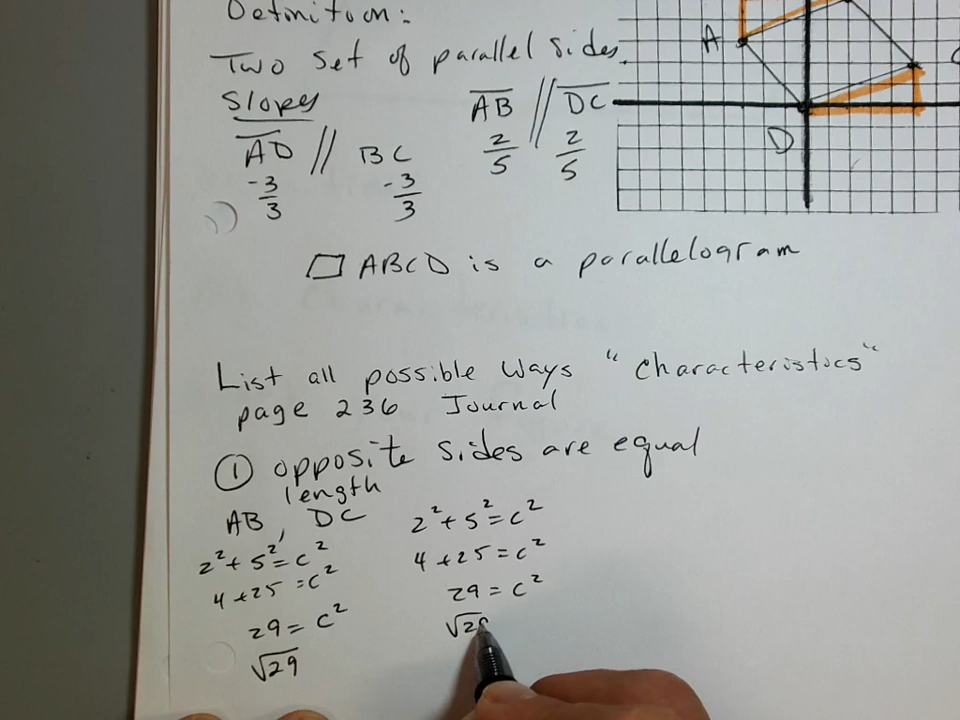 Definition:
Two set of parallel sides.
Slopes
AD // BC
-3/3 -3/3
AB // DC
2/5 2/5
A
D
▱ ABCD is a parallelogram
List all possible ways "characteristics"
page 236 Journal
① opposite sides are equal
length
AB, DC
2² + 5² = c²
4 + 25 = c²
29 = c²
√29
2² + 5² = c²
4 + 25 = c²
29 = c²
√29